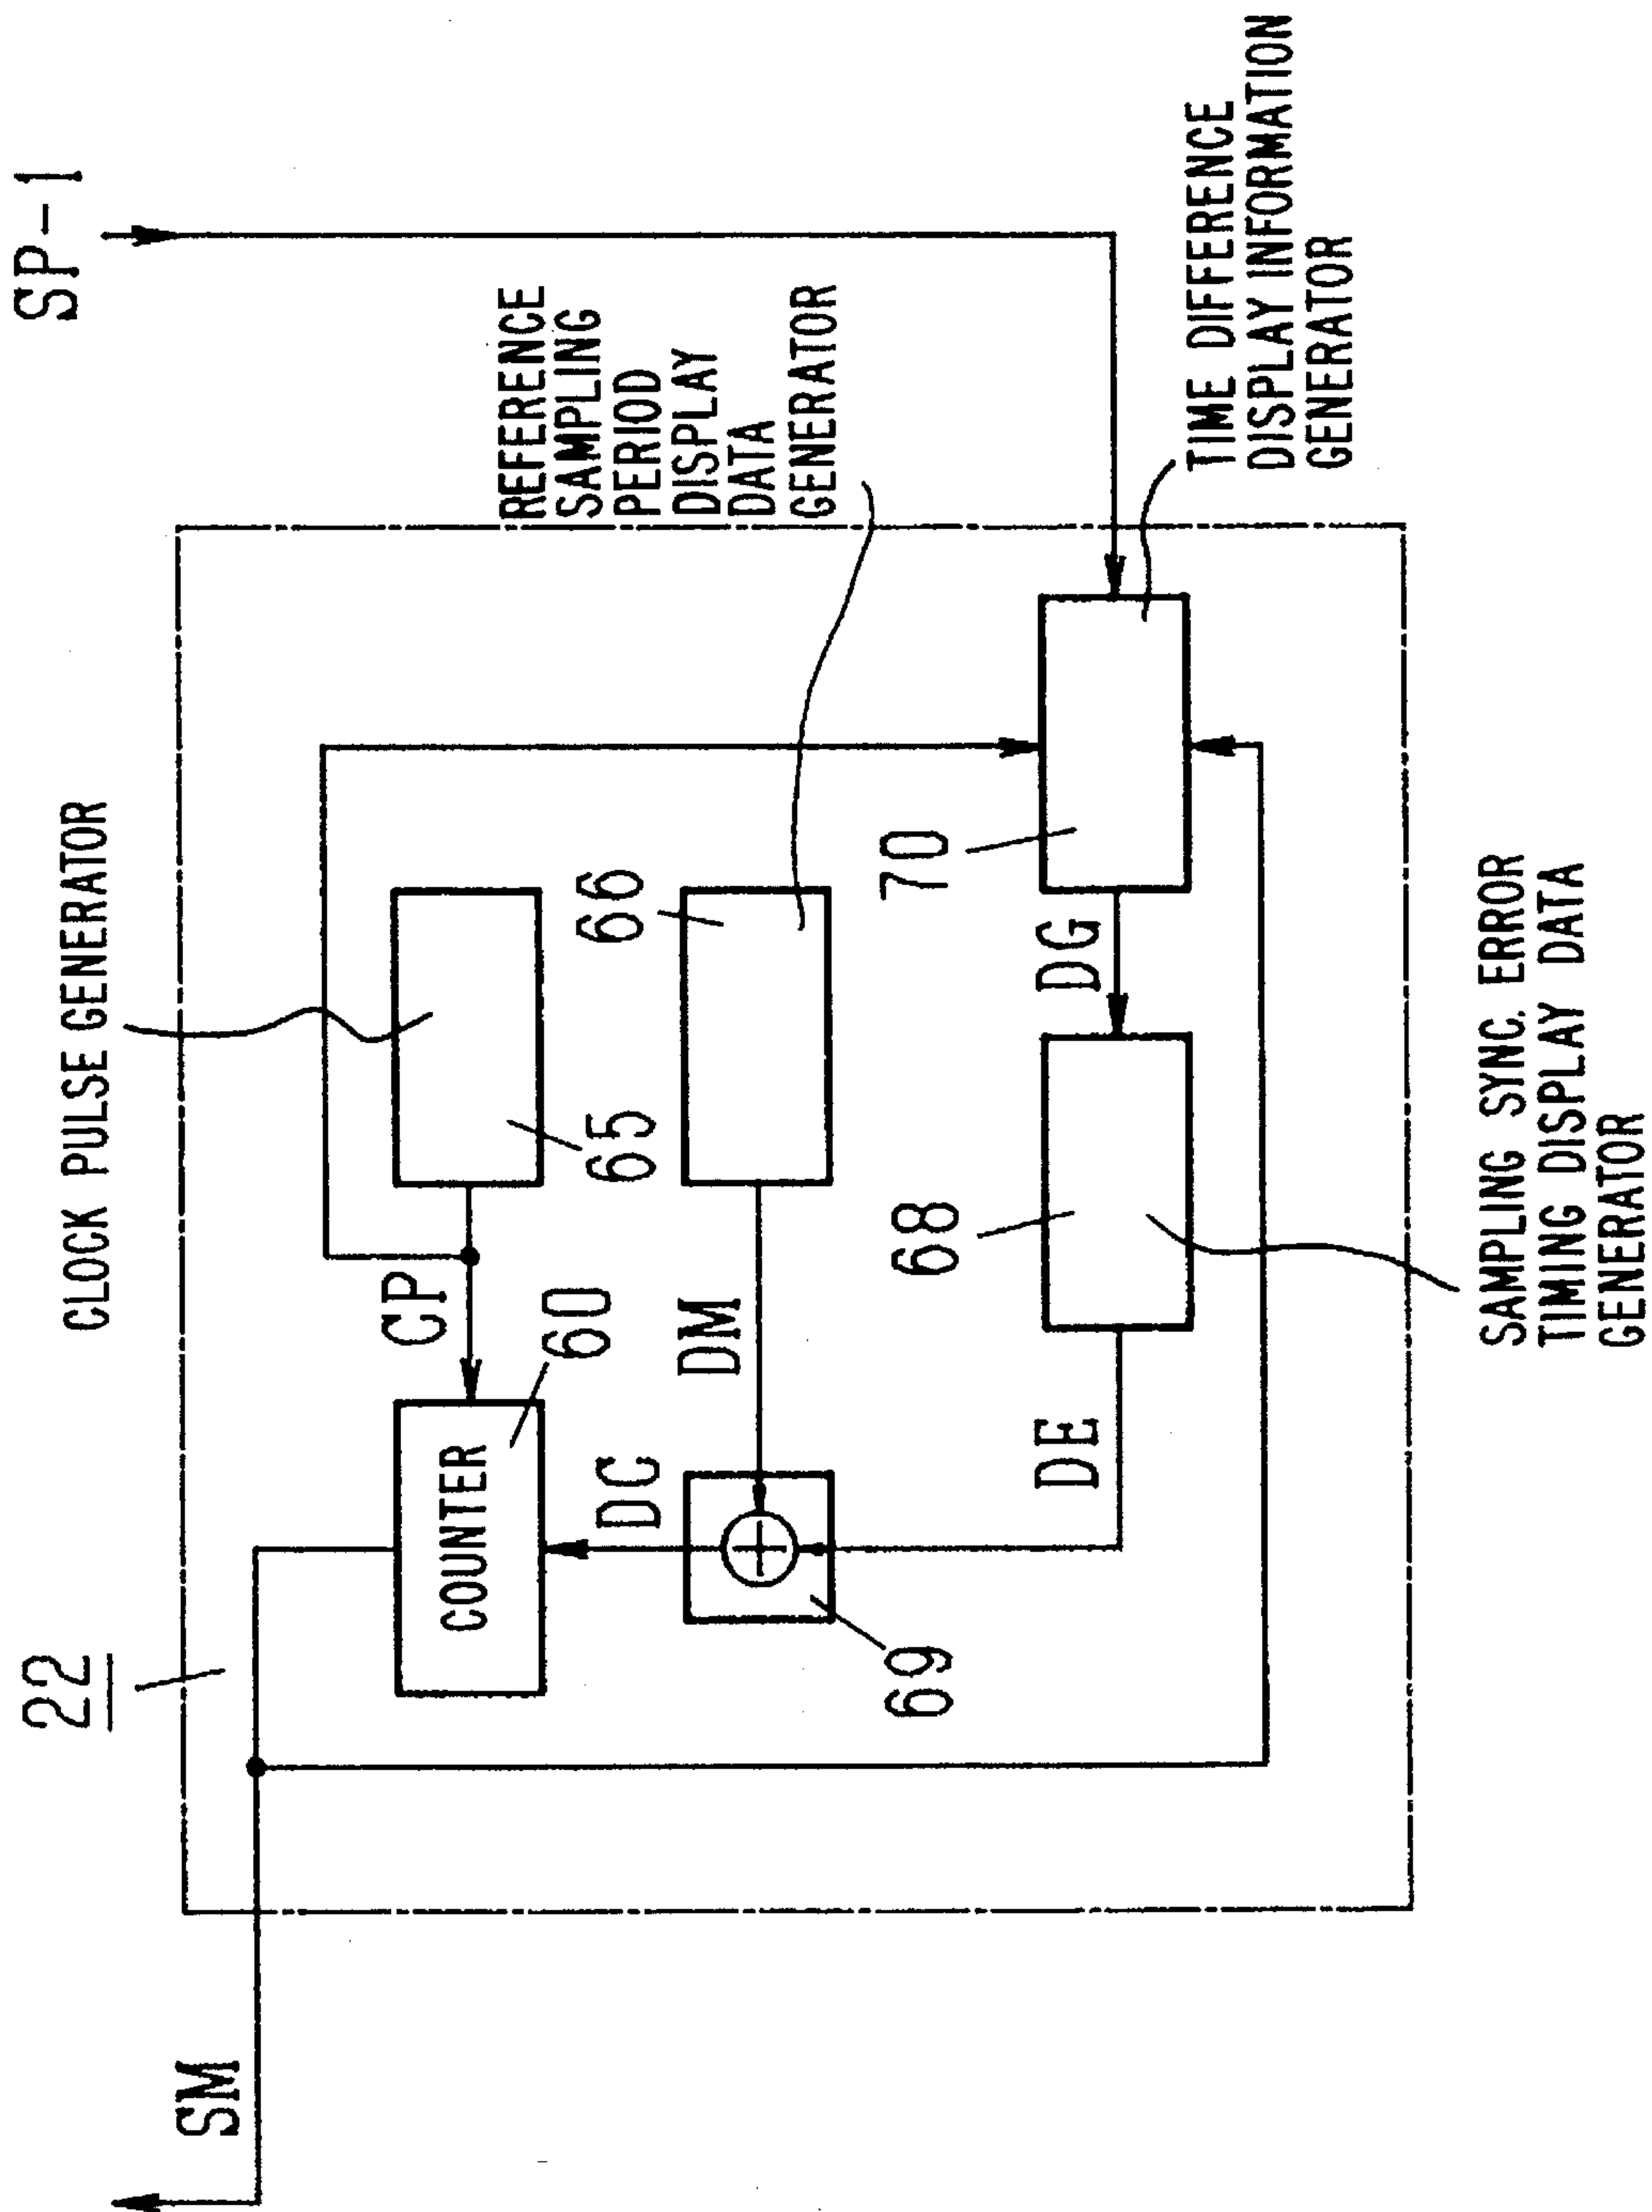 SP-1
REFERENCE
SAMPLING
PERIOD
DISPLAY
DATA
GENERATOR
TIME DIFFERENCE
DISPLAY INFORMATION
GENERATOR
CLOCK PULSE GENERATOR
65
66
70
CP
60
DM
DG
68
COUNTER
DC
DE
69
SAMPLING SYNC. ERROR
TIMING DISPLAY DATA
GENERATOR
22
SM